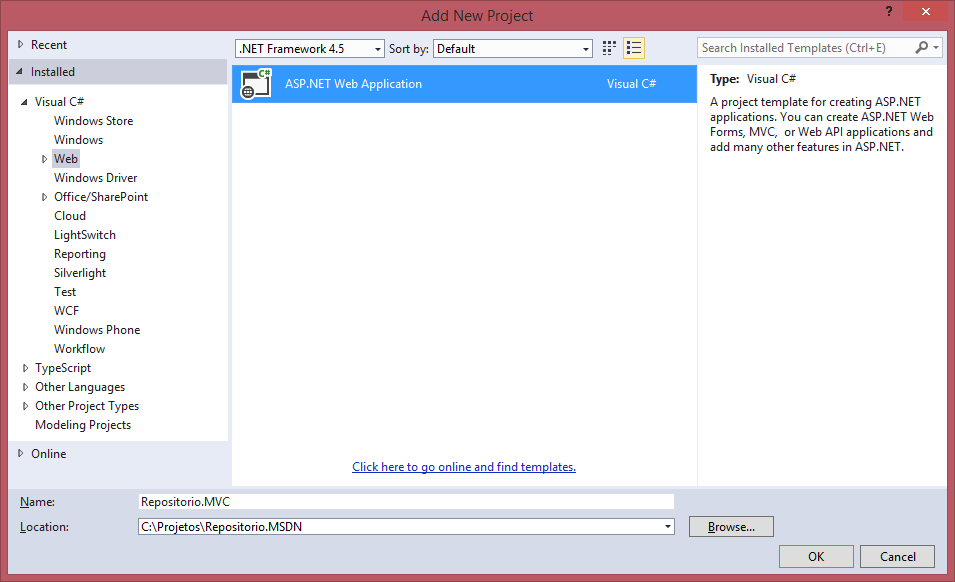 Add New Project
?
Recent
Installed
Visual C#
Windows Store
Windows
Web
Windows Driver
Office/SharePoint
Cloud
LightSwitch
Reporting
Silverlight
Test
WCF
Windows Phone
Workflow
TypeScript
Other Languages
Other Project Types
Modeling Projects
Online
.NET Framework 4.5 Sort by: Default
C# ASP.NET Web Application Visual C#
Click here to go online and find templates.
Search Installed Templates (Ctrl+E)
Type: Visual C#
A project template for creating ASP.NET
applications. You can create ASP.NET Web
Forms, MVC, or Web API applications and
add many other features in ASP.NET.
Name: Repositorio.MVC
Location: C:\Projetos\Repositorio.MSDN Browse...
OK Cancel